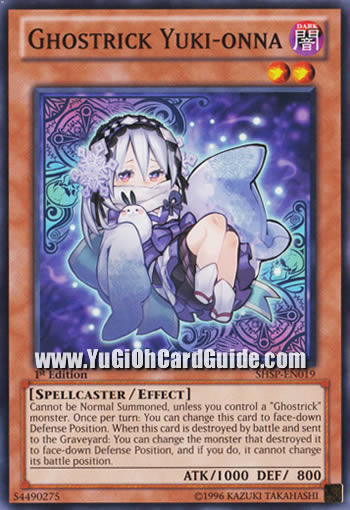 GHOSTRICK YUKI-ONNA
DARK
闇
www.YuGiOhCardGuide.com
1st Edition
SHSP-EN019
[SPELLCASTER / EFFECT]
Cannot be Normal Summoned, unless you control a "Ghostrick"
monster. Once per turn: You can change this card to face-down
Defense Position. When this card is destroyed by battle and sent
to the Graveyard: You can change the monster that destroyed it
to face-down Defense Position, and if you do, it cannot change
its battle position.
ATK/1000 DEF/ 800
54490275
©1996 KAZUKI TAKAHASHI